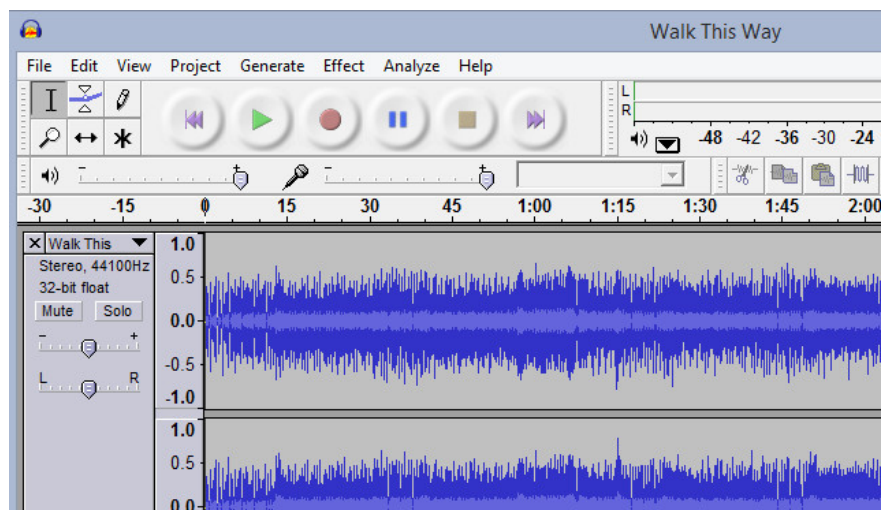 Walk This Way
File Edit View Project Generate Effect Analyze Help
L
R
-48 -42 -36 -30 -24
-30 -15 0 15 30 45 1:00 1:15 1:30 1:45 2:00
X Walk This
Stereo, 44100Hz
32-bit float
Mute Solo
- +
L R
1.0
0.5
0.0
-0.5
-1.0
1.0
0.5
0.0